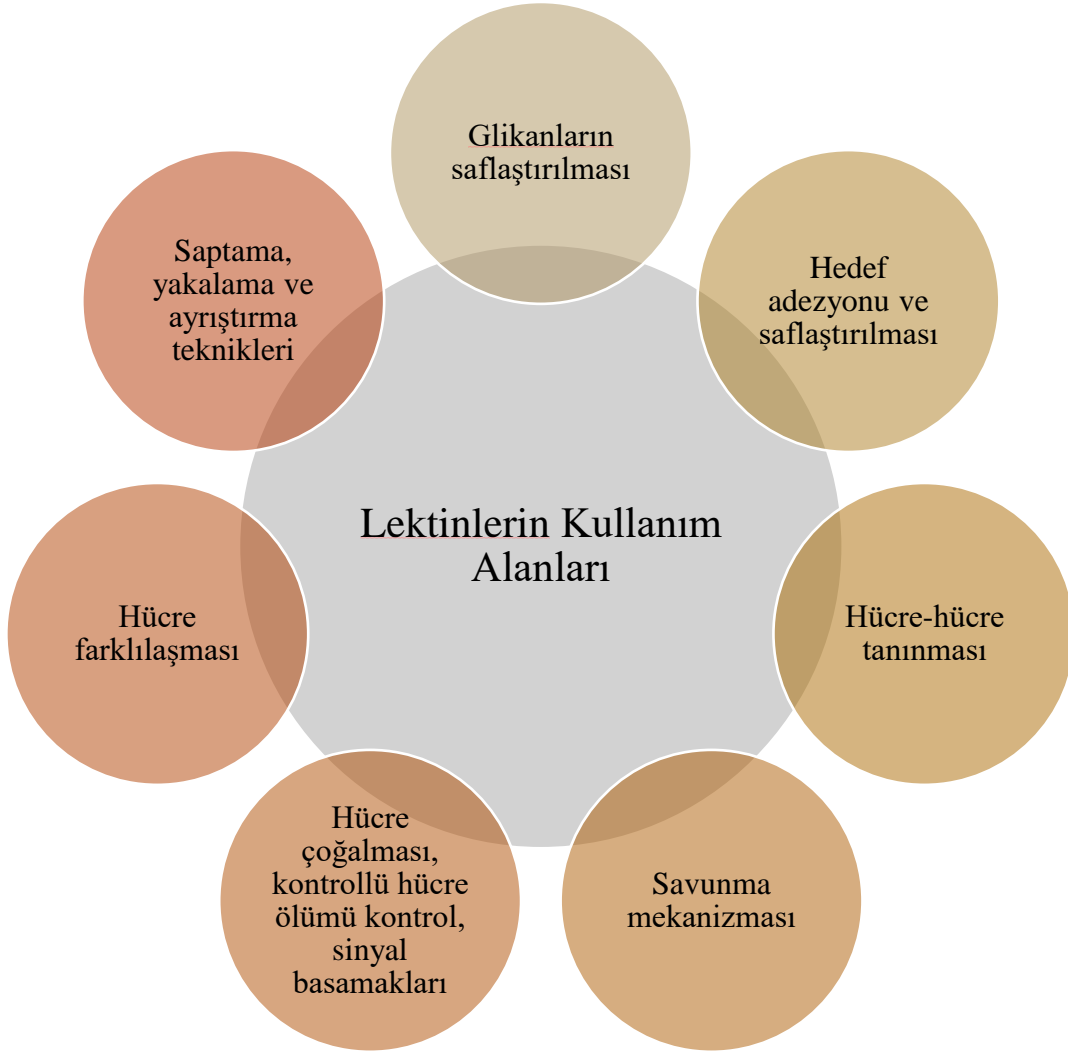 Glikanların
saflaştırılması
Saptama,
yakalama ve
ayrıştırma
teknikleri
Hedef
adezyonu ve
saflaştırılması
Lektinlerin Kullanım
Alanları
Hücre
farklılaşması
Hücre-hücre
tanınması
Hücre
çoğalması,
kontrollü hücre
ölümü kontrol,
sinyal
basamakları
Savunma
mekanizması